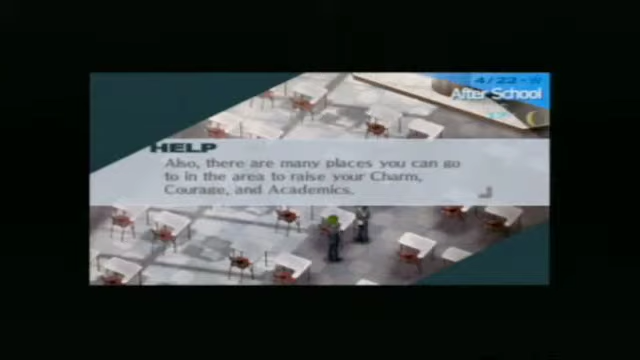 4/22 - W
After School
HELP
Also, there are many places you can go
to in the area to raise your Charm,
Courage, and Academics.